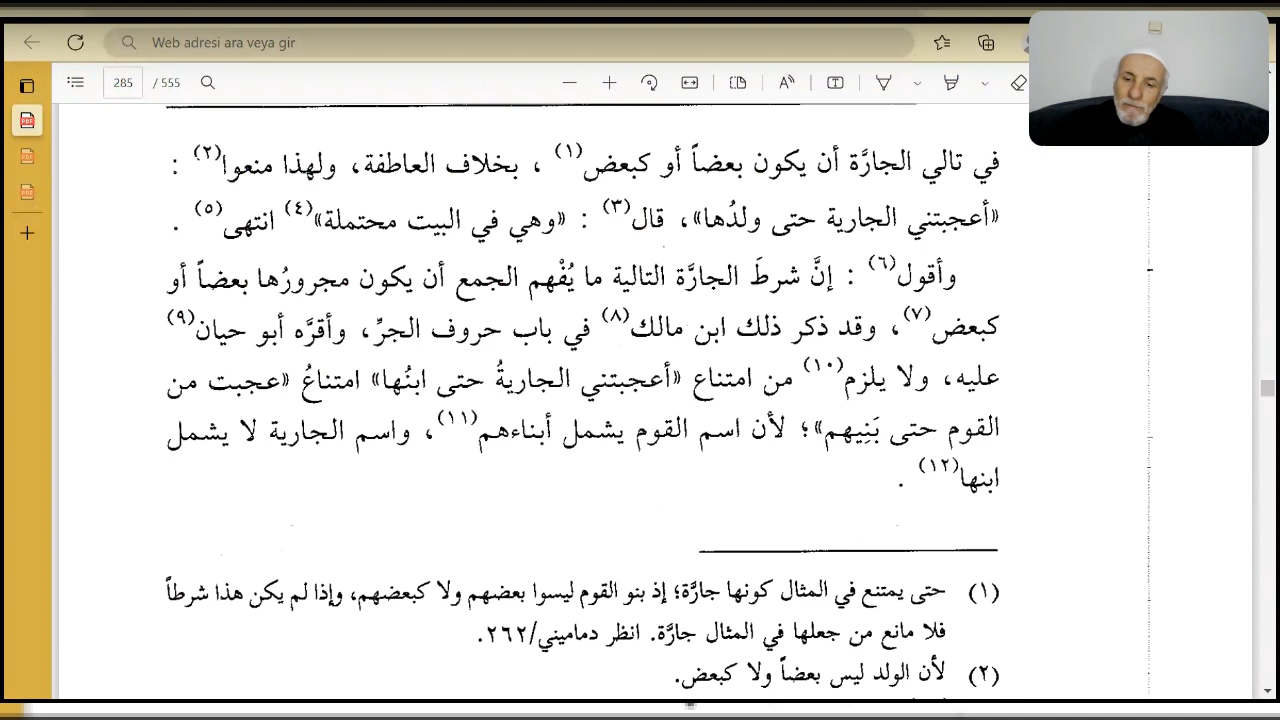 Web adresi ara veya gir
285 / 555
في تالي الجارَّة أن يكون بعضاً أو كبعض(١) ، بخلاف العاطفة، ولهذا منعوا(٢) :
«أعجبتني الجارية حتى ولدُها»، قال(٣) : «وهي في البيت محتملة»(٤) انتهى(٥) .
وأقول(٦) : إنَّ شرطَ الجارَّة التالية ما يُفْهم الجمع أن يكون مجرورُها بعضاً أو
كبعض(٧)، وقد ذكر ذلك ابن مالك(٨) في باب حروف الجرِّ، وأقرَّه أبو حيان(٩)
عليه، ولا يلزم(١٠) من امتناع «أعجبتني الجاريةُ حتى ابنُها» امتناعُ «عجبت من
القوم حتى بَنِيهم»؛ لأن اسم القوم يشمل أبناءهم(١١)، واسم الجارية لا يشمل
ابنها(١٢) .
(١) حتى يمتنع في المثال كونها جارَّة؛ إذ بنو القوم ليسوا بعضهم ولا كبعضهم، وإذا لم يكن هذا شرطاً
فلا مانع من جعلها في المثال جارَّة. انظر دماميني/٢٦٢.
(٢) لأن الولد ليس بعضاً ولا كبعض.